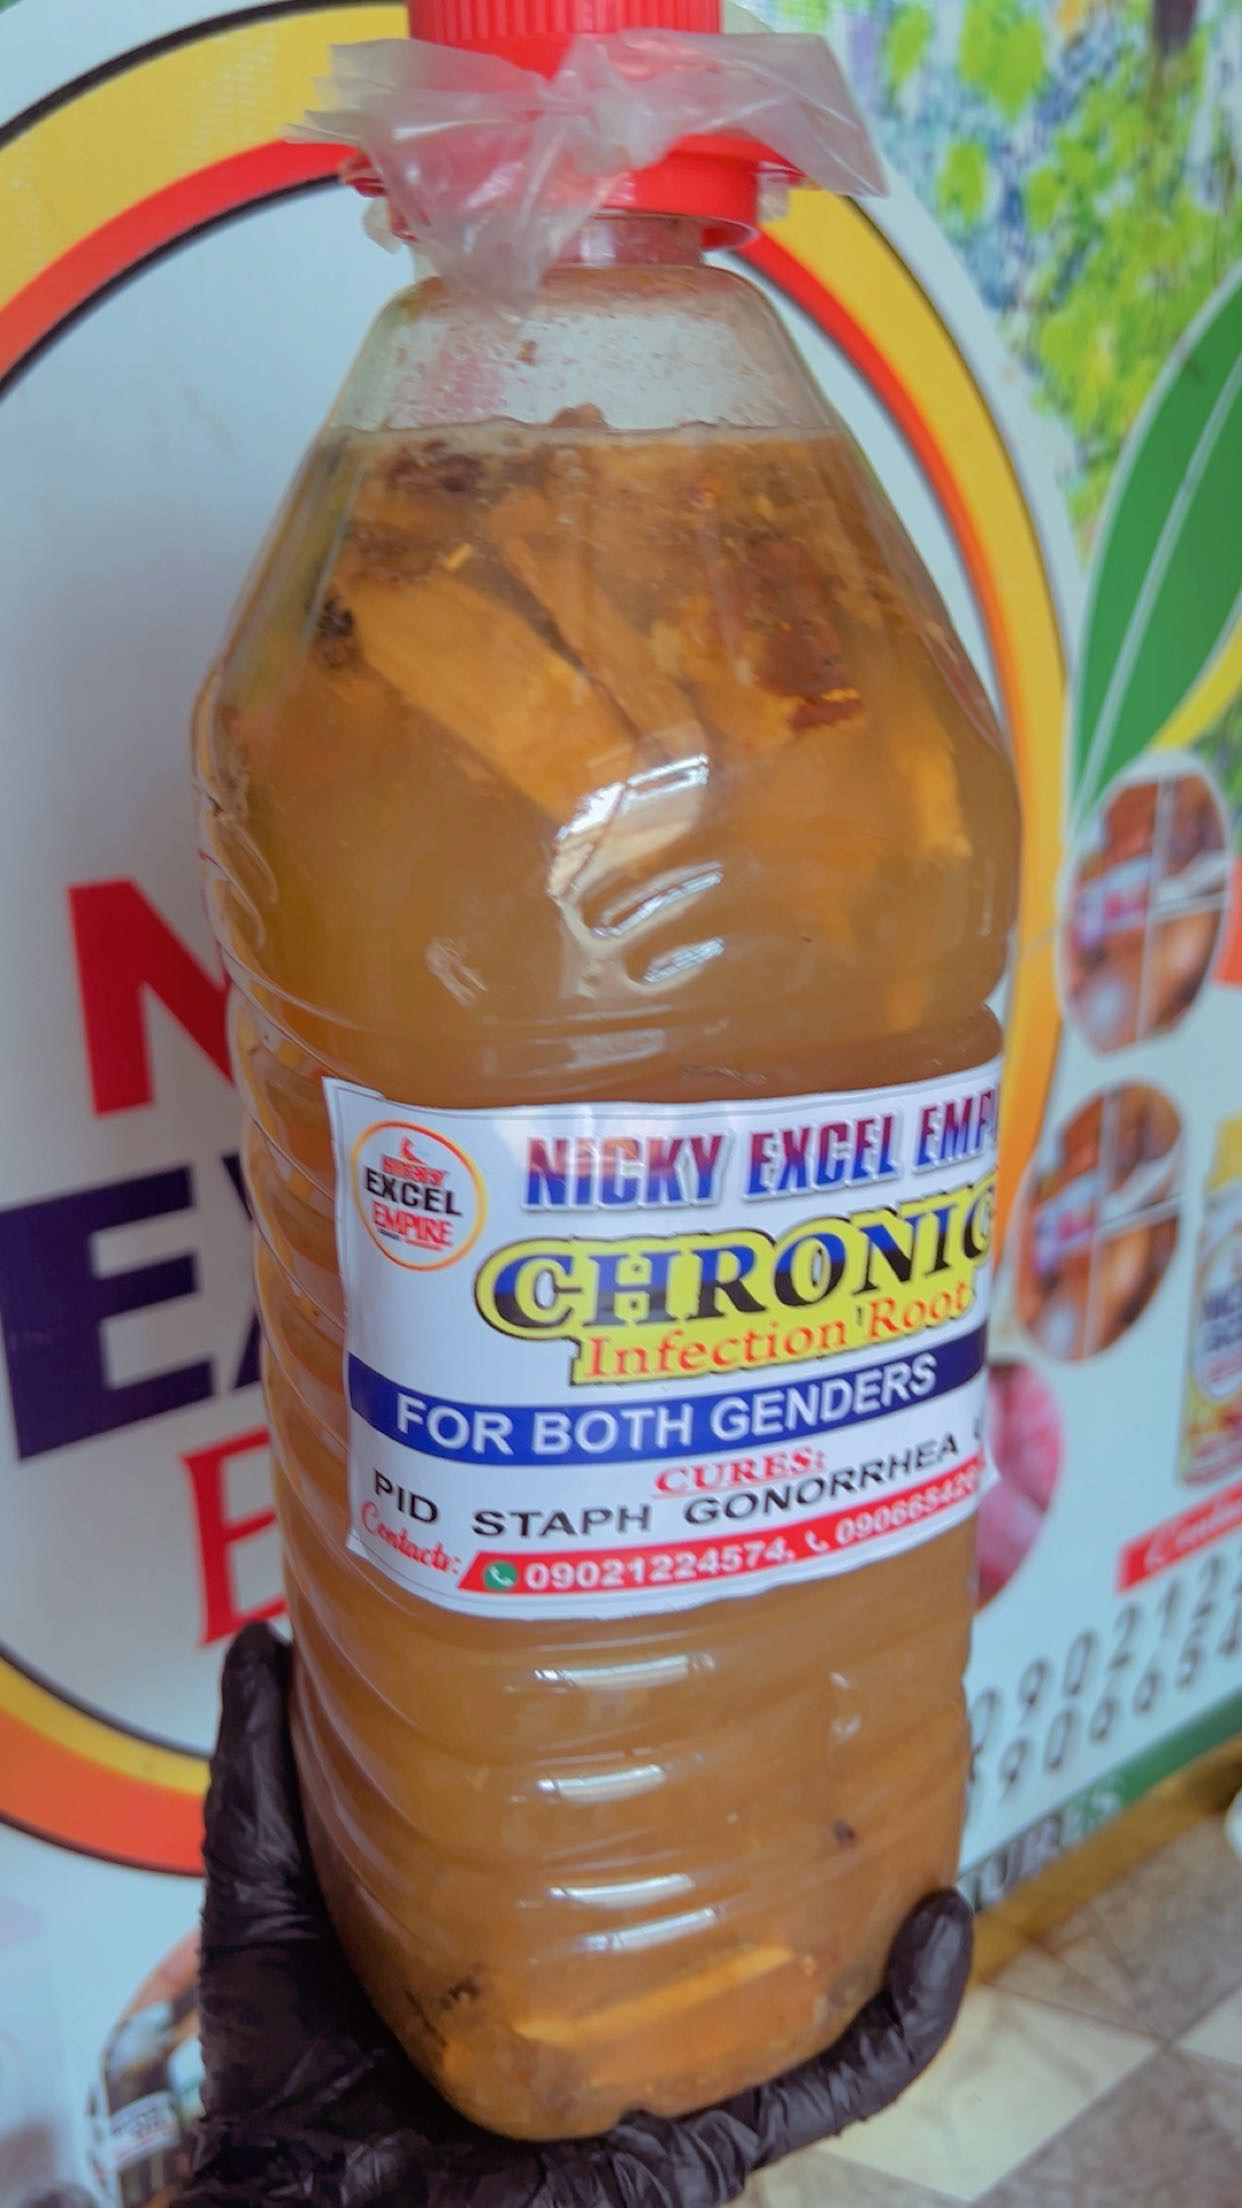 NICKY EXCEL
EXCEL
EMPIRE
CHRONIC
Infection Root
FOR BOTH GENDERS
CURES:
PID STAPH GONORRHEA
Contacts: 09021224574,